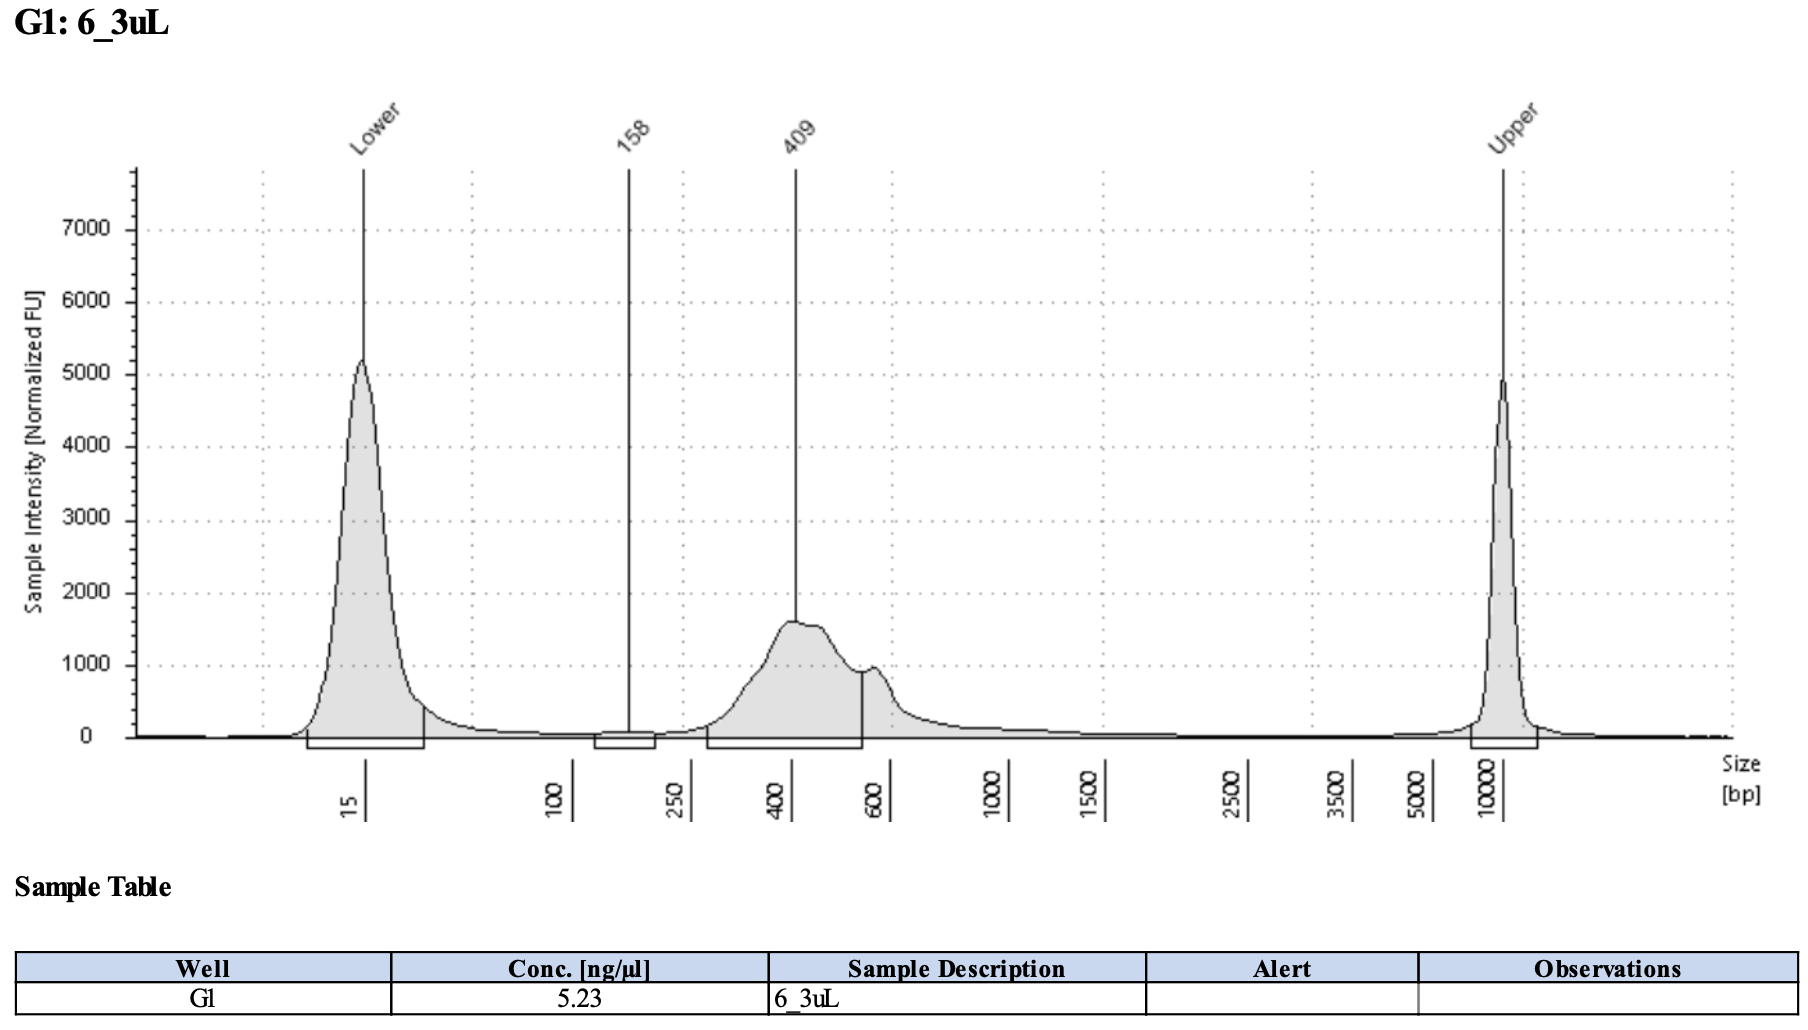 G1: 6_3uL
Lower
158
409
Upper
Sample Intensity [Normalized FU]
7000
6000
5000
4000
3000
2000
1000
0
15
100
250
400
600
1000
1500
2500
3500
5000
10000
Size
[bp]
Sample Table
Well Conc. [ng/µl] Sample Description Alert Observations
G1 5.23 6_3uL